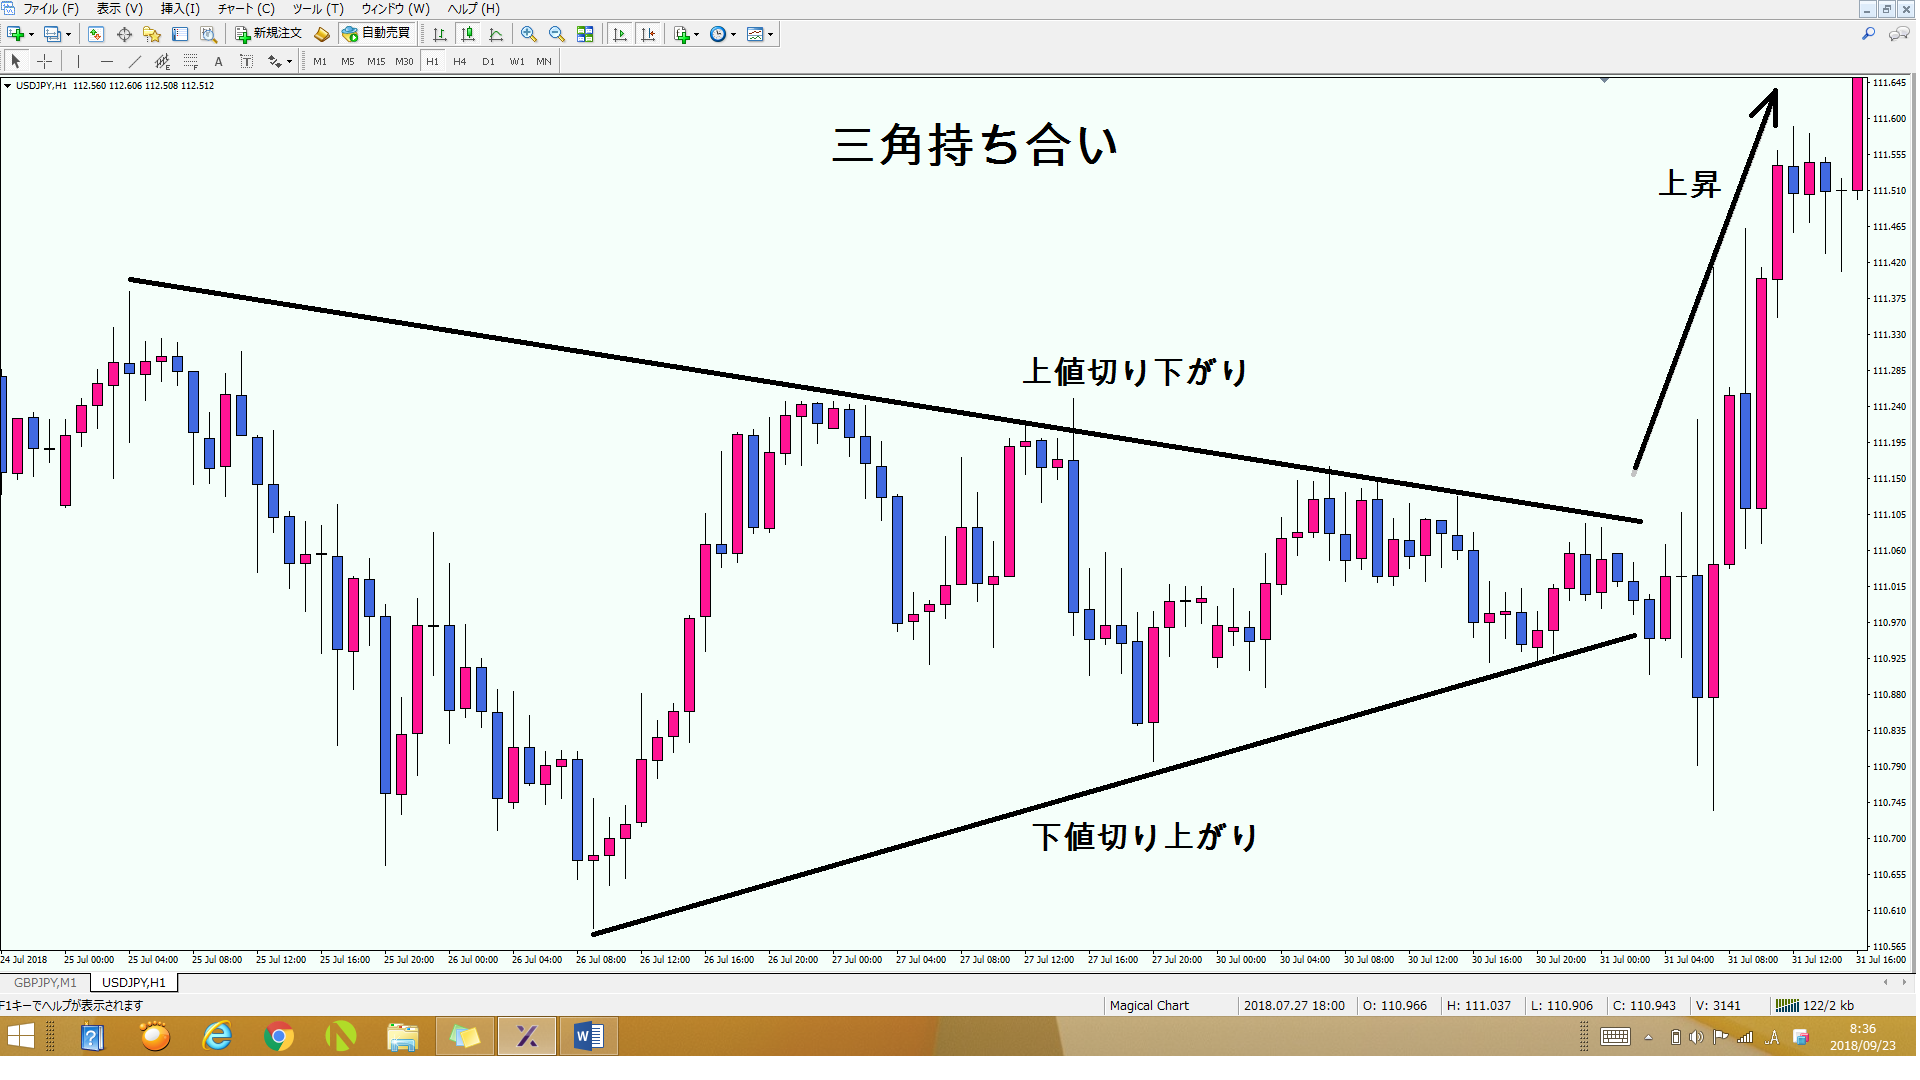 ファイル (F) 表示 (V) 挿入(I) チャート (C) ツール (T) ウィンドウ (W) ヘルプ (H)
新規注文 自動売買
A T M1 M5 M15 M30 H1 H4 D1 W1 MN
USDJPY,H1 112.560 112.606 112.508 112.512
三角持ち合い
上昇
上値切り下がり
下値切り上がり
111.645
111.600
111.555
111.510
111.465
111.420
111.375
111.330
111.285
111.240
111.195
111.150
111.105
111.060
111.015
110.970
110.925
110.880
110.835
110.790
110.745
110.700
110.655
110.610
110.565
24 Jul 2018 25 Jul 00:00 25 Jul 04:00 25 Jul 08:00 25 Jul 12:00 25 Jul 16:00 25 Jul 20:00 26 Jul 00:00 26 Jul 04:00 26 Jul 08:00 26 Jul 12:00 26 Jul 16:00 26 Jul 20:00 27 Jul 00:00 27 Jul 04:00 27 Jul 08:00 27 Jul 12:00 27 Jul 16:00 27 Jul 20:00 30 Jul 00:00 30 Jul 04:00 30 Jul 08:00 30 Jul 12:00 30 Jul 16:00 30 Jul 20:00 31 Jul 00:00 31 Jul 04:00 31 Jul 08:00 31 Jul 12:00 31 Jul 16:00
GBPJPY,M1 USDJPY,H1
F1キーでヘルプが表示されます Magical Chart 2018.07.27 18:00 O: 110.966 H: 111.037 L: 110.906 C: 110.943 V: 3141 122/2 kb
A 8:36
2018/09/23